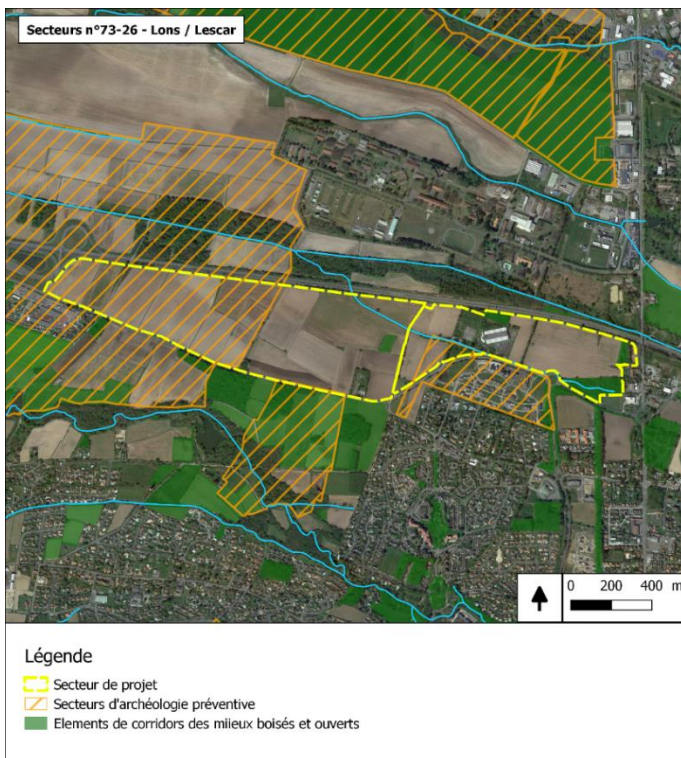 Secteurs n°73-26 - Lons / Lescar
0 200 400 m
Légende
Secteur de projet
Secteurs d'archéologie préventive
Elements de corridors des miieux boisés et ouverts